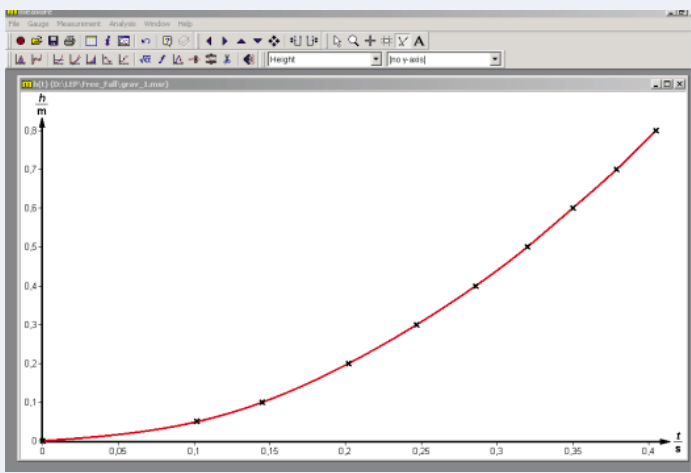 measure
File Gauge Measurement Analysis Window Help
Height
[no y-axis]
h(t) (D:\LEP\Free_fall\grav_1.msr)
h
m
0,8
0,7
0,6
0,5
0,4
0,3
0,2
0,1
0
0 0,05 0,1 0,15 0,2 0,25 0,3 0,35 0,4
t
s